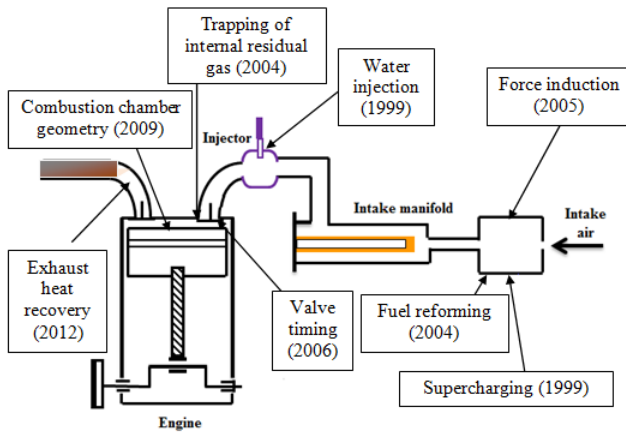 Trapping of
internal residual
gas (2004)
Water
injection
(1999)
Force induction
(2005)
Combustion chamber
geometry (2009)
Injector
Intake manifold
Intake
air
Exhaust
heat
recovery
(2012)
Valve
timing
(2006)
Fuel reforming
(2004)
Supercharging (1999)
Engine